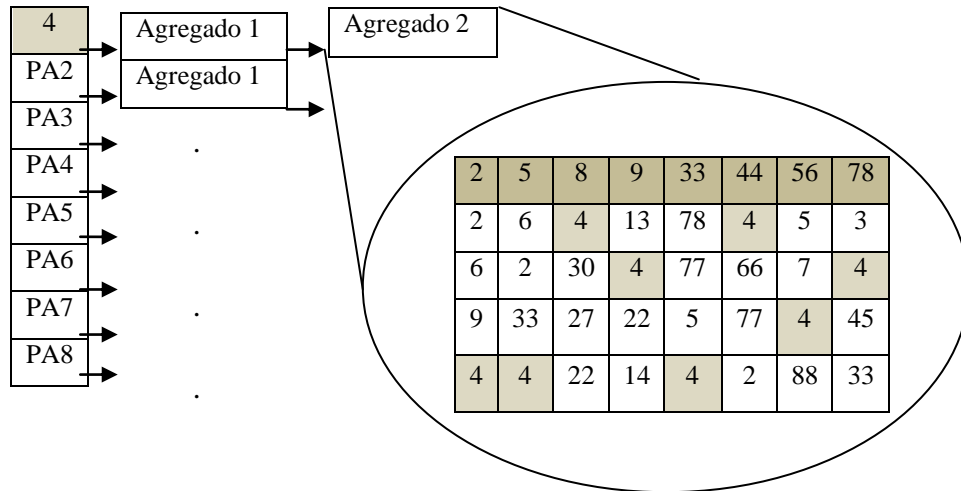 4
Agregado 1
Agregado 2
PA2
Agregado 1
PA3
PA4
PA5
PA6
PA7
PA8
2 5 8 9 33 44 56 78
2 6 4 13 78 4 5 3
6 2 30 4 77 66 7 4
9 33 27 22 5 77 4 45
4 4 22 14 4 2 88 33